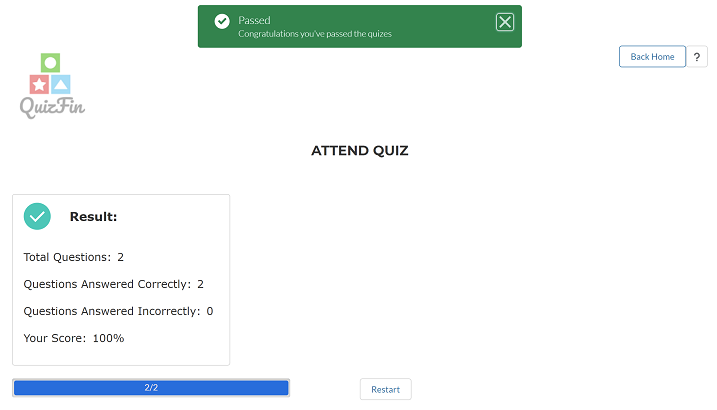 Passed
Congratulations you've passed the quizes
Back Home
?
QuizFin
ATTEND QUIZ
Result:
Total Questions: 2
Questions Answered Correctly: 2
Questions Answered Incorrectly: 0
Your Score: 100%
2/2
Restart